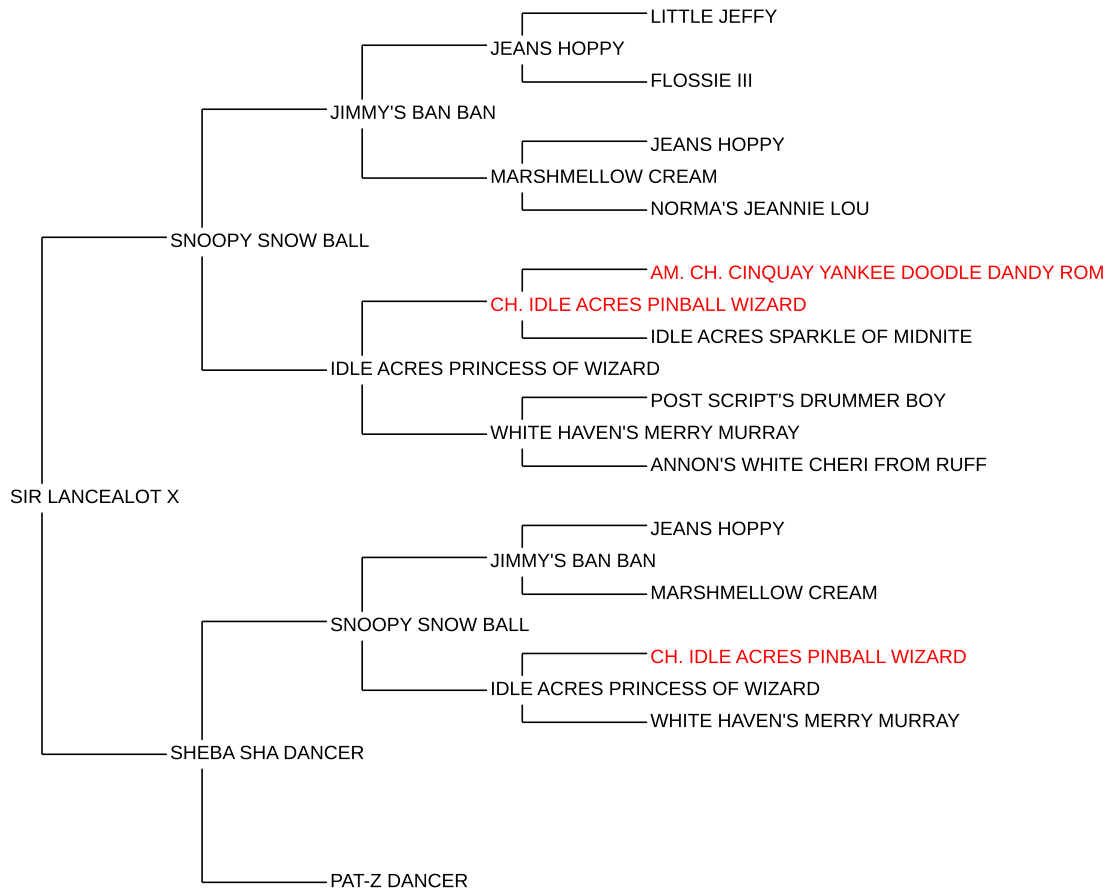 LITTLE JEFFY
JEANS HOPPY
FLOSSIE III
JIMMY'S BAN BAN
JEANS HOPPY
MARSHMELLOW CREAM
NORMA'S JEANNIE LOU
SNOOPY SNOW BALL
AM. CH. CINQUAY YANKEE DOODLE DANDY ROM
CH. IDLE ACRES PINBALL WIZARD
IDLE ACRES SPARKLE OF MIDNITE
IDLE ACRES PRINCESS OF WIZARD
POST SCRIPT'S DRUMMER BOY
WHITE HAVEN'S MERRY MURRAY
ANNON'S WHITE CHERI FROM RUFF
SIR LANCEALOT X
JEANS HOPPY
JIMMY'S BAN BAN
MARSHMELLOW CREAM
SNOOPY SNOW BALL
CH. IDLE ACRES PINBALL WIZARD
IDLE ACRES PRINCESS OF WIZARD
WHITE HAVEN'S MERRY MURRAY
SHEBA SHA DANCER
PAT-Z DANCER